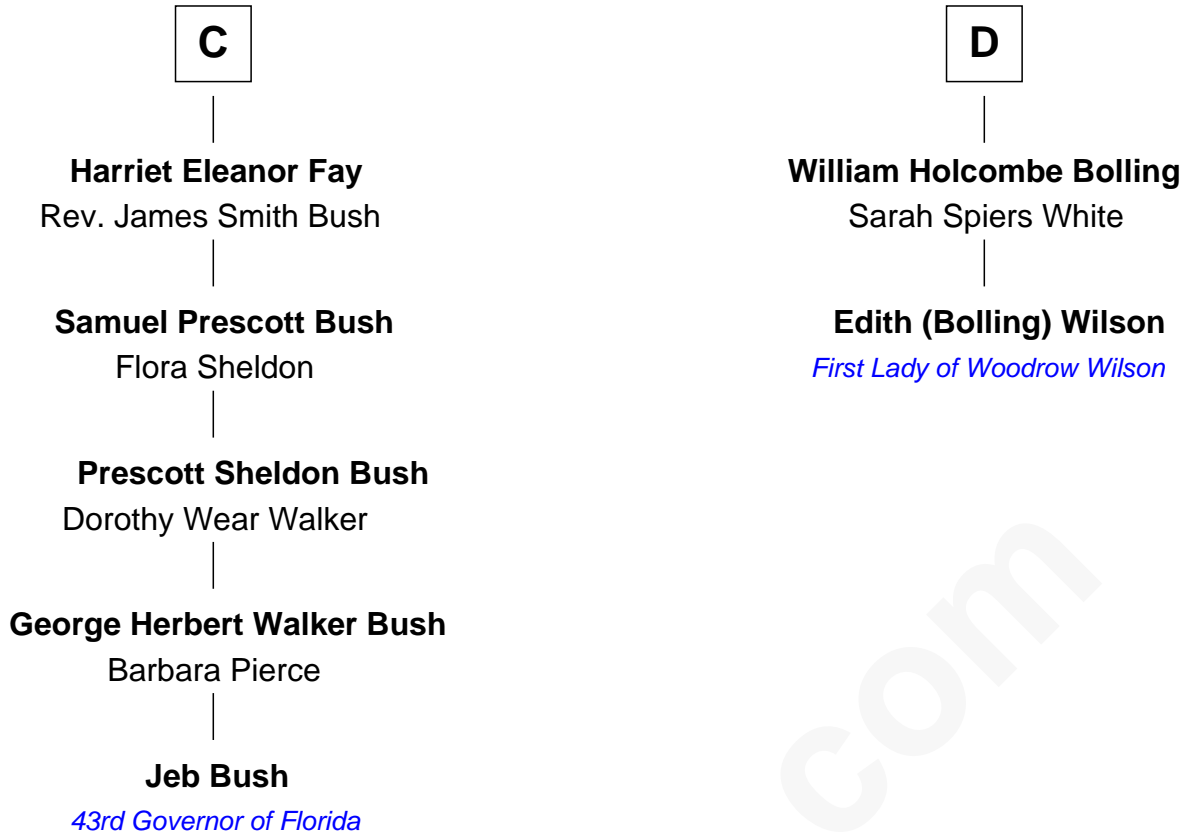 C
Harriet Eleanor Fay
Rev. James Smith Bush
Samuel Prescott Bush
Flora Sheldon
Prescott Sheldon Bush
Dorothy Wear Walker
George Herbert Walker Bush
Barbara Pierce
Jeb Bush
43rd Governor of Florida
D
William Holcombe Bolling
Sarah Spiers White
Edith (Bolling) Wilson
First Lady of Woodrow Wilson
com